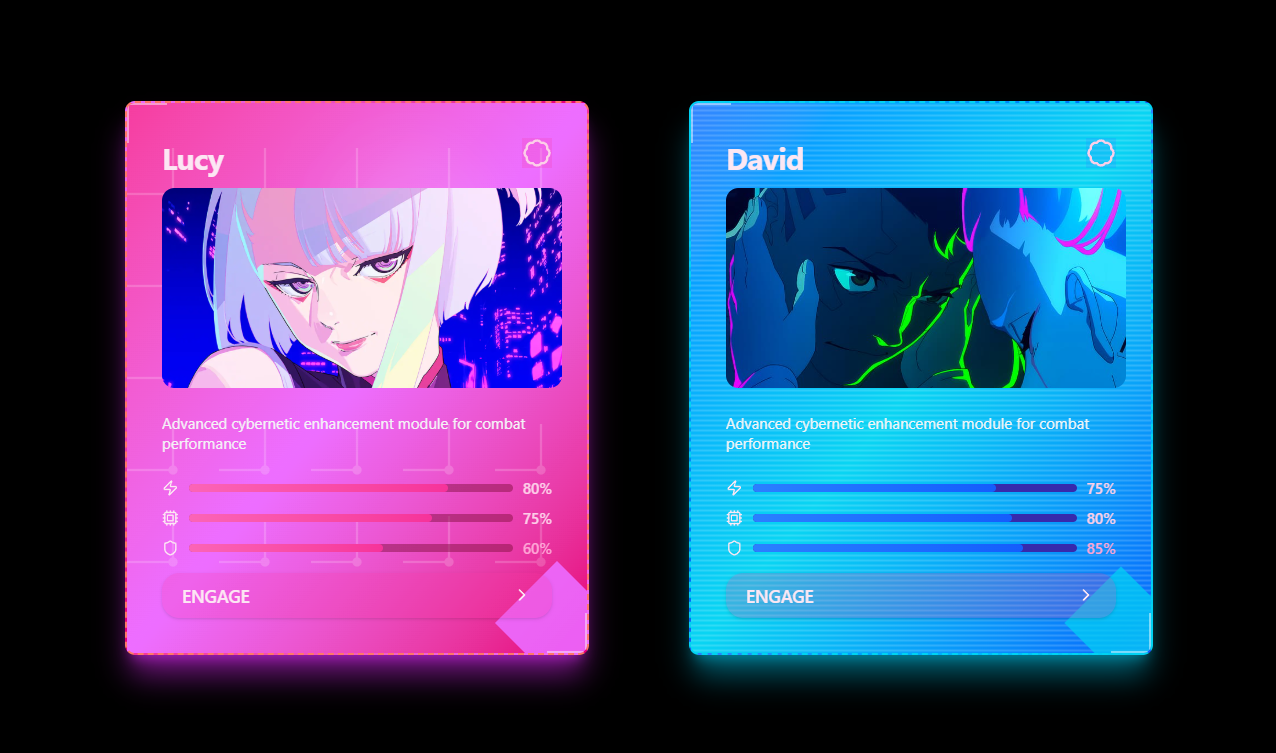 Lucy
Advanced cybernetic enhancement module for combat
performance
80%
75%
60%
ENGAGE
David
Advanced cybernetic enhancement module for combat
performance
75%
80%
85%
ENGAGE